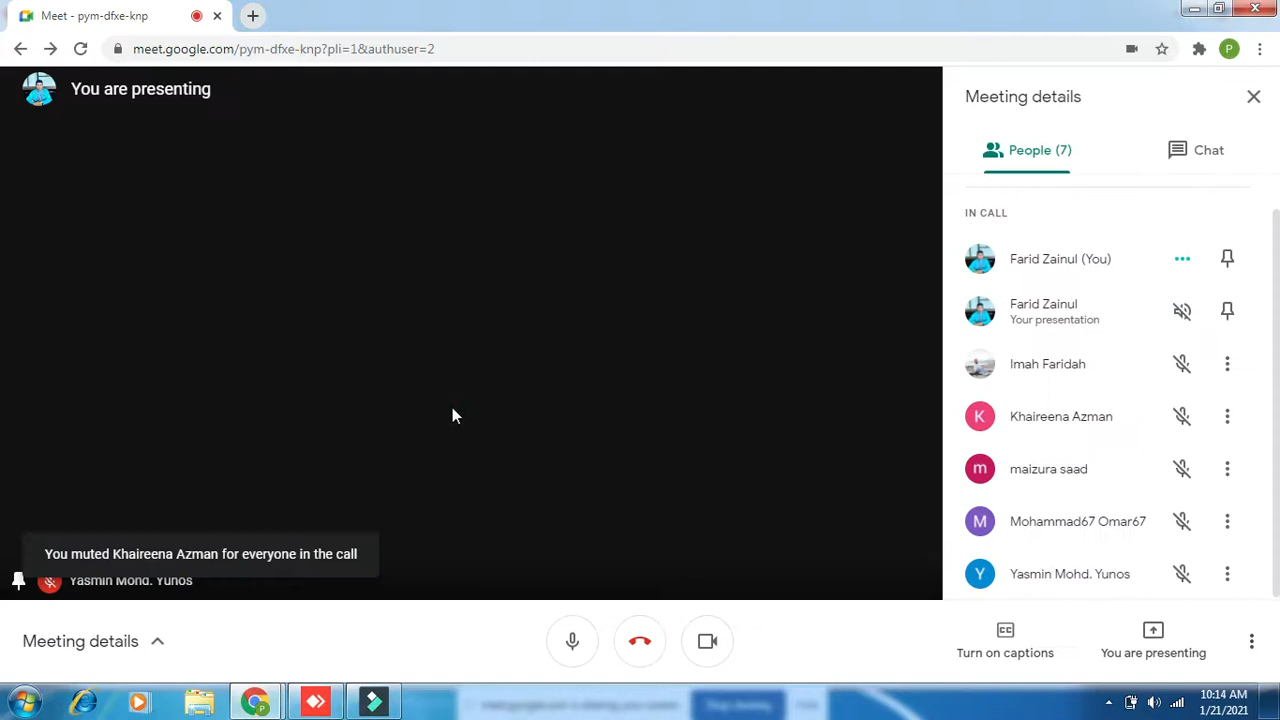 Meet - pym-dfxe-knp
meet.google.com/pym-dfxe-knp?pli=1&authuser=2
P
You are presenting
Meeting details
People (7)
Chat
IN CALL
Farid Zainul (You)
Farid Zainul
Your presentation
Imah Faridah
K
Khaireena Azman
m
maizura saad
M
Mohammad67 Omar67
Y
Yasmin Mohd. Yunos
You muted Khaireena Azman for everyone in the call
Yasmin Mohd. Yunos
Meeting details
CC
Turn on captions
You are presenting
10:14 AM
1/21/2021